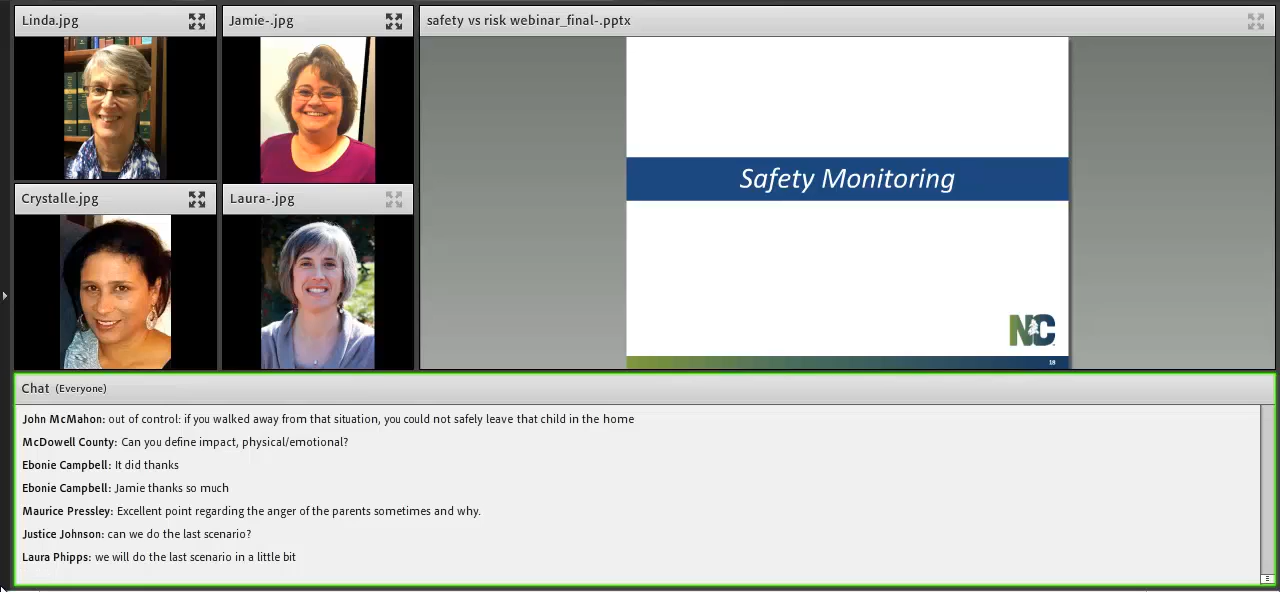 Linda.jpg
Jamie-.jpg
safety vs risk webinar_final-.pptx
Crystalle.jpg
Laura-.jpg
Safety Monitoring
NC
18
Chat (Everyone)
John McMahon: out of control: if you walked away from that situation, you could not safely leave that child in the home
McDowell County: Can you define impact, physical/emotional?
Ebonie Campbell: It did thanks
Ebonie Campbell: Jamie thanks so much
Maurice Pressley: Excellent point regarding the anger of the parents sometimes and why.
Justice Johnson: can we do the last scenario?
Laura Phipps: we will do the last scenario in a little bit